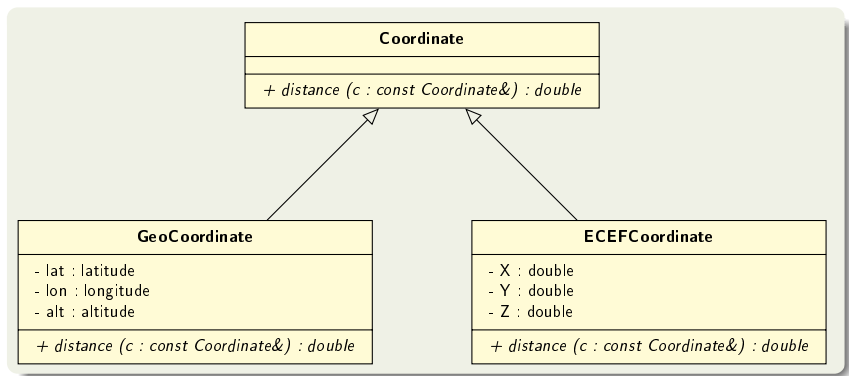 Coordinate
+ distance (c : const Coordinate&) : double
GeoCoordinate
- lat : latitude
- lon : longitude
- alt : altitude
+ distance (c : const Coordinate&) : double
ECEFCoordinate
- X : double
- Y : double
- Z : double
+ distance (c : const Coordinate&) : double